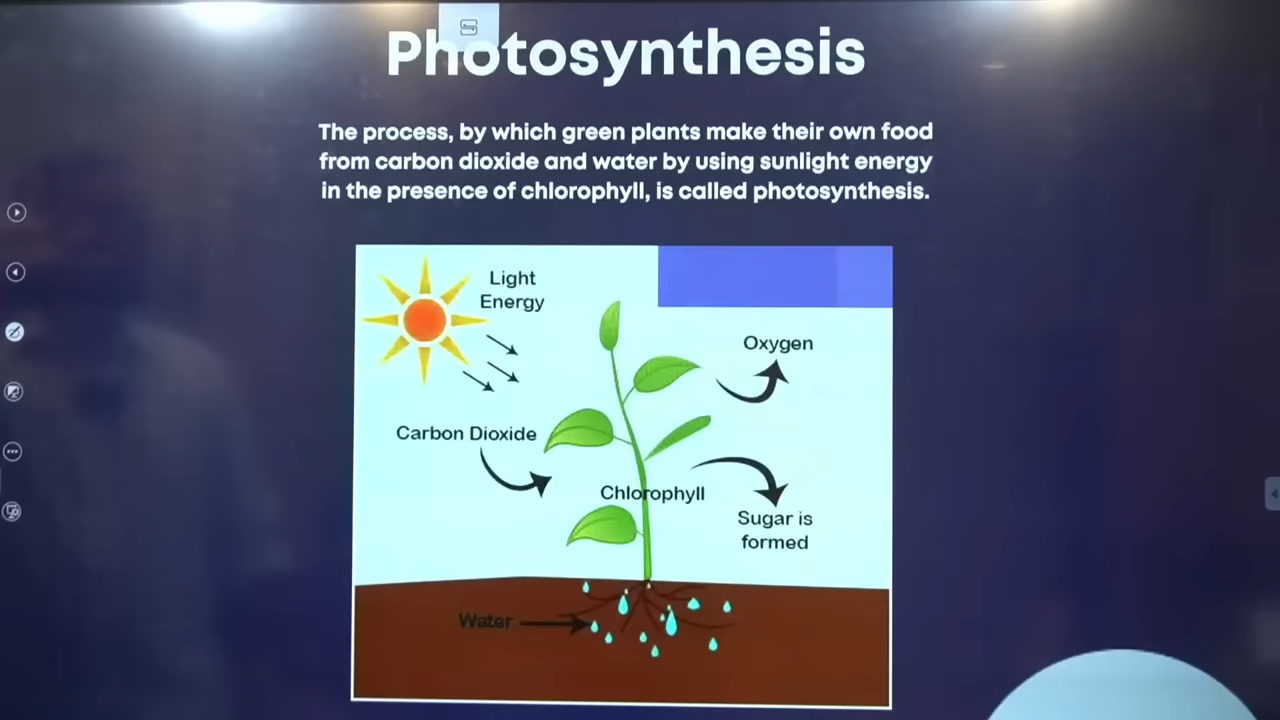 Photosynthesis
The process, by which green plants make their own food
from carbon dioxide and water by using sunlight energy
in the presence of chlorophyll, is called photosynthesis.
Light
Energy
Oxygen
Carbon Dioxide
Chlorophyll
Sugar is
formed
Water